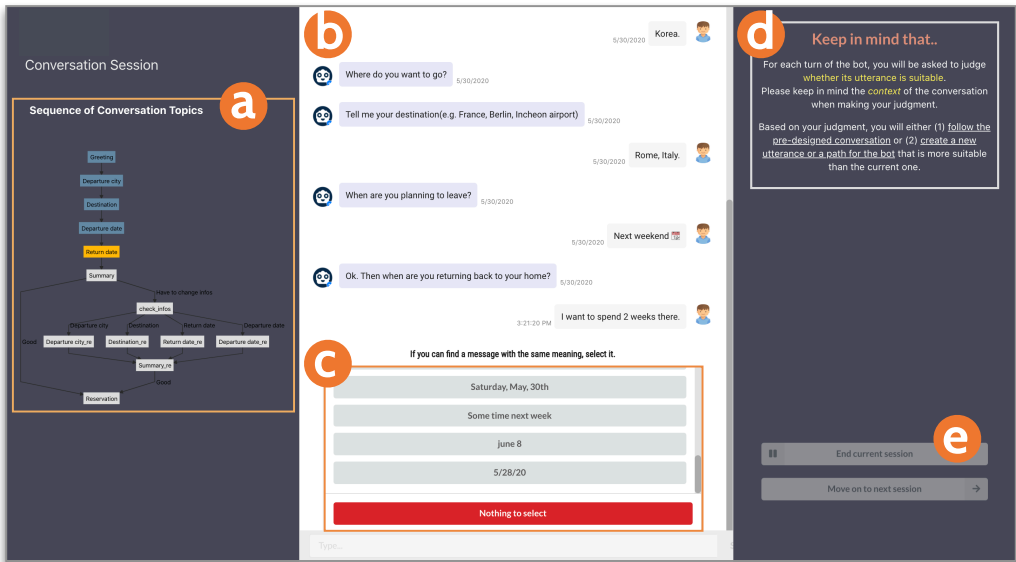 Conversation Session
a
Sequence of Conversation Topics
Greeting
Departure city
Destination
Departure date
Return date
Summary
Have to change infos
check_infos
Departure city
Destination
Return date
Departure date
Good
Departure city_re
Destination_re
Return date_re
Departure date_re
Summary_re
Good
Reservation
b
Korea.
5/30/2020
Where do you want to go?
5/30/2020
Tell me your destination(e.g. France, Berlin, Incheon airport)
5/30/2020
Rome, Italy.
5/30/2020
When are you planning to leave?
5/30/2020
Next weekend
5/30/2020
Ok. Then when are you returning back to your home?
5/30/2020
I want to spend 2 weeks there.
3:21:20 PM
If you can find a message with the same meaning, select it.
c
Saturday, May, 30th
Some time next week
june 8
5/28/20
Nothing to select
Type...
d
Keep in mind that..
For each turn of the bot, you will be asked to judge
whether its utterance is suitable.
Please keep in mind the context of the conversation
when making your judgment.
Based on your judgment, you will either (1) follow the
pre-designed conversation or (2) create a new
utterance or a path for the bot that is more suitable
than the current one.
e
End current session
Move on to next session